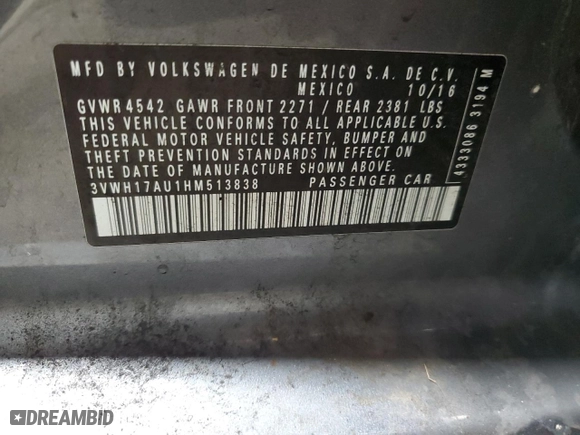 MFD BY VOLKSWAGEN DE MEXICO S.A. DE C.V.
MEXICO 10/16
GVWR 4542 GAWR FRONT 2271 / REAR 2381 LBS
THIS VEHICLE CONFORMS TO ALL APPLICABLE U.S.
FEDERAL MOTOR VEHICLE SAFETY, BUMPER AND
THEFT PREVENTION STANDARDS IN EFFECT ON
THE DATE OF MANUFACTURE SHOWN ABOVE.
3VWH17AU1HM513838 PASSENGER CAR
4333086 3194 M
DREAMBID